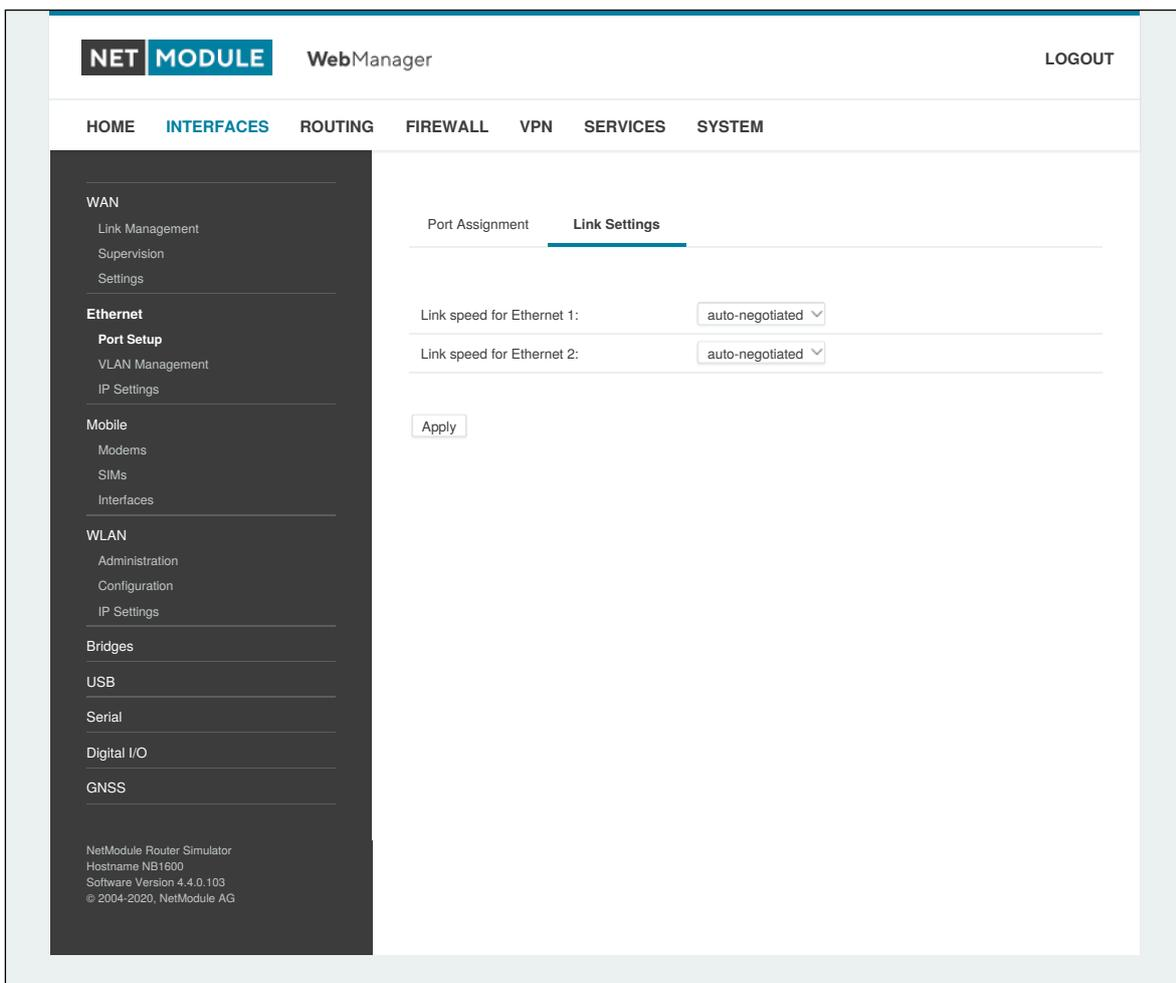 NET MODULE WebManager LOGOUT
HOME INTERFACES ROUTING FIREWALL VPN SERVICES SYSTEM
WAN
Link Management
Supervision
Settings
Ethernet
Port Setup
VLAN Management
IP Settings
Mobile
Modems
SIMs
Interfaces
WLAN
Administration
Configuration
IP Settings
Bridges
USB
Serial
Digital I/O
GNSS
NetModule Router Simulator
Hostname NB1600
Software Version 4.4.0.103
© 2004-2020, NetModule AG
Port Assignment Link Settings
Link speed for Ethernet 1: auto-negotiated
Link speed for Ethernet 2: auto-negotiated
Apply